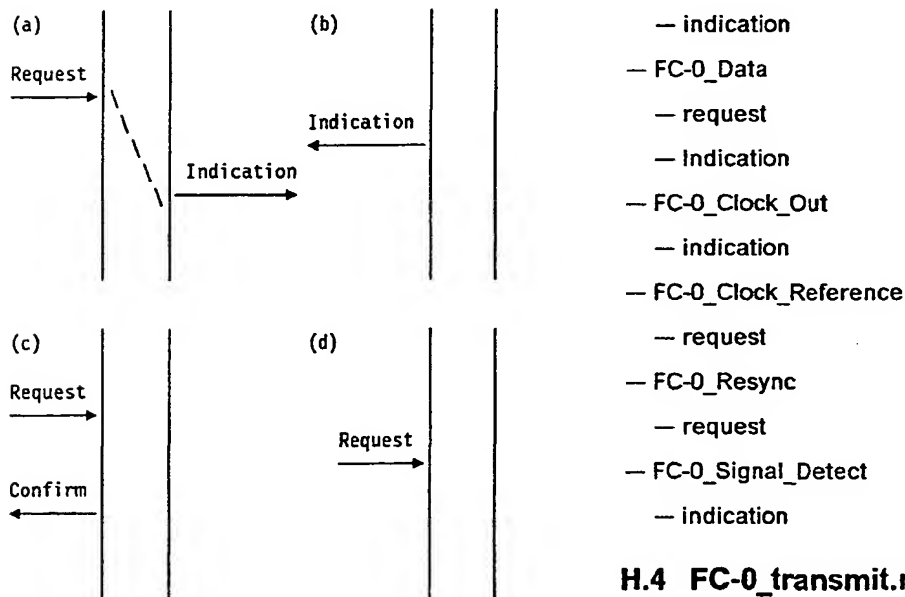 (a)
Request
Indication
(b)
Indication
(c)
Request
Confirm
(d)
Request
— indication
— FC-0_Data
— request
— Indication
— FC-0_Clock_Out
— indication
— FC-0_Clock_Reference
— request
— FC-0_Resync
— request
— FC-0_Signal_Detect
— indication
H.4 FC-0_transmit.r